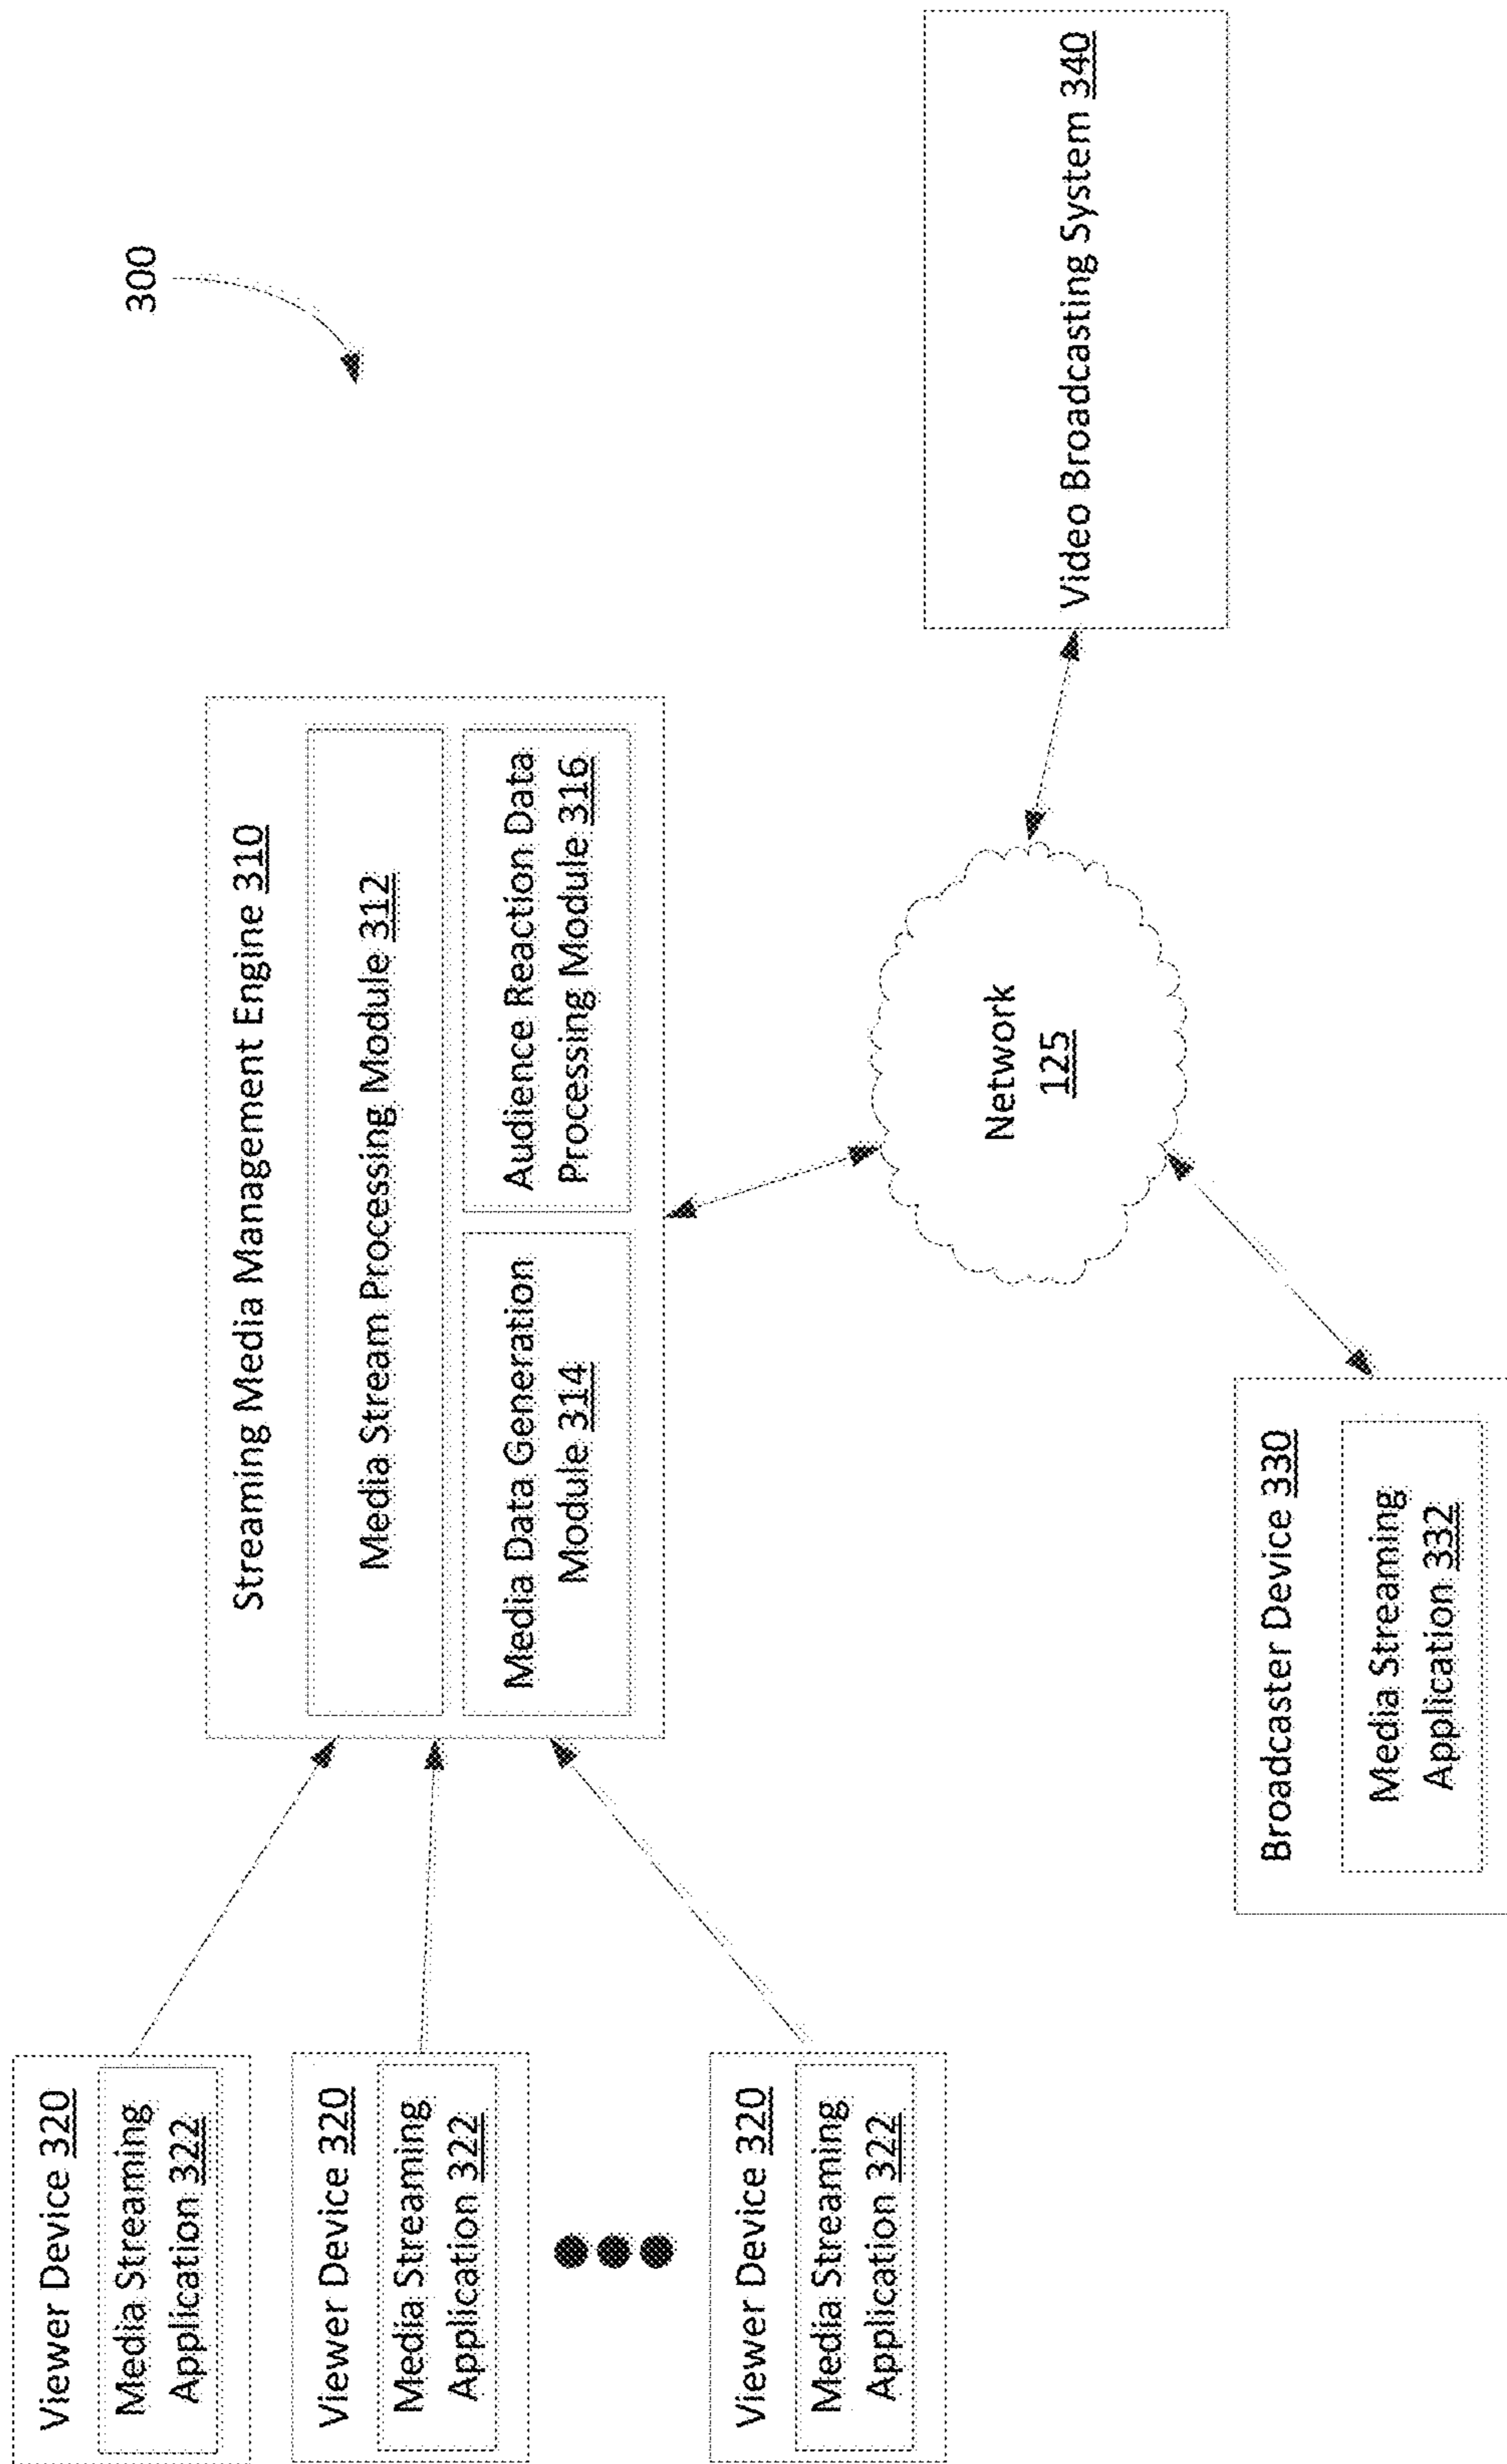 300
Viewer Device 320
Media Streaming
Application 322
Viewer Device 320
Media Streaming
Application 322
Viewer Device 320
Media Streaming
Application 322
Streaming Media Management Engine 310
Media Stream Processing Module 312
Media Data Generation
Module 314
Audience Reaction Data
Processing Module 316
Network
125
Broadcaster Device 330
Media Streaming
Application 332
Video Broadcasting System 340